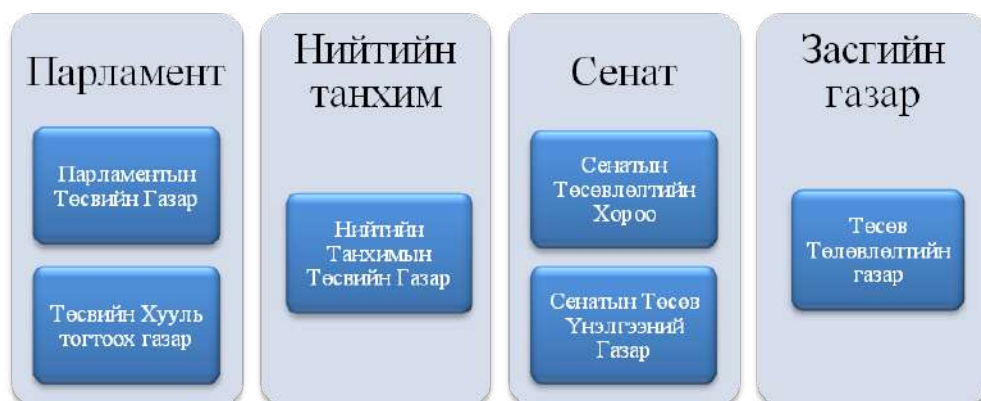 Парламент
Парламентын
Төсвийн Газар
Төсвийн Хууль
тогтоох газар
Нийтийн
танхим
Нийтийн
Танхимын
Төсвийн Газар
Сенат
Сенатын
Төсөвлөлтийн
Хороо
Сенатын Төсөв
Үнэлгээний
Газар
Засгийн
газар
Төсөв
Төлөвлөлтийн
газар